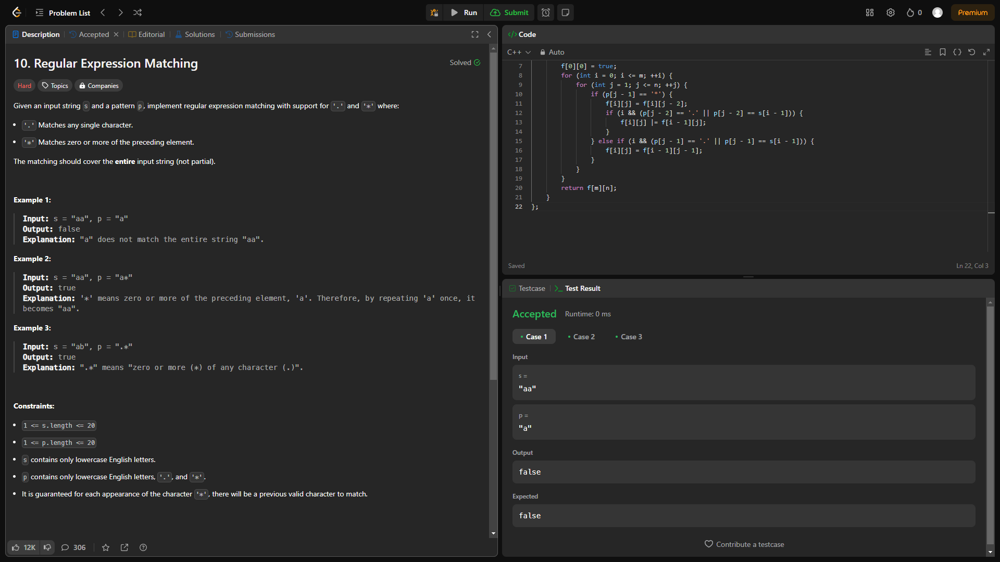 Problem List
Run
Submit
0
Premium
Description
Accepted
Editorial
Solutions
Submissions
10. Regular Expression Matching
Solved
Hard
Topics
Companies
Given an input string s and a pattern p, implement regular expression matching with support for '.' and '*' where:
'.' Matches any single character.
'*' Matches zero or more of the preceding element.
The matching should cover the entire input string (not partial).
Example 1:
Input: s = "aa", p = "a"
Output: false
Explanation: "a" does not match the entire string "aa".
Example 2:
Input: s = "aa", p = "a*"
Output: true
Explanation: '*' means zero or more of the preceding element, 'a'. Therefore, by repeating 'a' once, it
becomes "aa".
Example 3:
Input: s = "ab", p = ".*"
Output: true
Explanation: ".*" means "zero or more (*) of any character (.)".
Constraints:
1 <= s.length <= 20
1 <= p.length <= 20
s contains only lowercase English letters.
p contains only lowercase English letters, '.', and '*'.
It is guaranteed for each appearance of the character '*', there will be a previous valid character to match.
12K
306
</> Code
C++
Auto
7 f[0][0] = true;
8 for (int i = 0; i <= m; ++i) {
9 for (int j = 1; j <= n; ++j) {
10 if (p[j - 1] == '*') {
11 f[i][j] = f[i][j - 2];
12 if (i && (p[j - 2] == '.' || p[j - 2] == s[i - 1])) {
13 f[i][j] |= f[i - 1][j];
14 }
15 } else if (i && (p[j - 1] == '.' || p[j - 1] == s[i - 1])) {
16 f[i][j] = f[i - 1][j - 1];
17 }
18 }
19 }
20 return f[m][n];
21 }
22 };
Saved
Ln 22, Col 3
Testcase
Test Result
Accepted
Runtime: 0 ms
Case 1
Case 2
Case 3
Input
s =
"aa"
p =
"a"
Output
false
Expected
false
Contribute a testcase